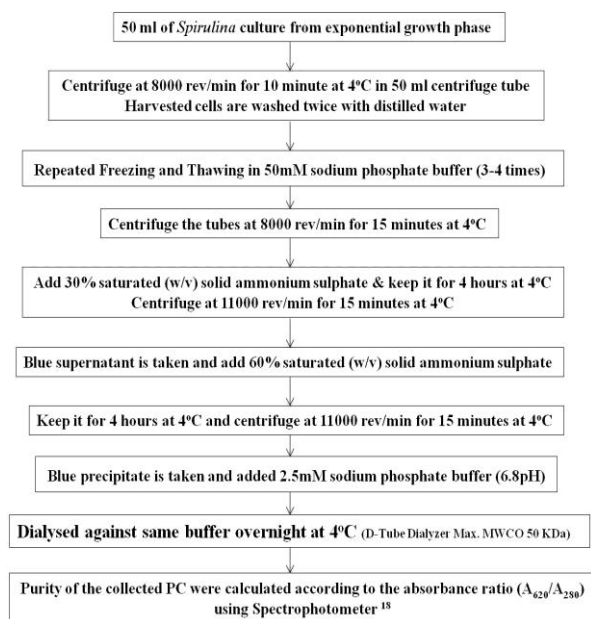 50 ml of Spirulina culture from exponential growth phase
Centrifuge at 8000 rev/min for 10 minute at 4ºC in 50 ml centrifuge tube
Harvested cells are washed twice with distilled water
Repeated Freezing and Thawing in 50mM sodium phosphate buffer (3-4 times)
Centrifuge the tubes at 8000 rev/min for 15 minutes at 4ºC
Add 30% saturated (w/v) solid ammonium sulphate & keep it for 4 hours at 4ºC
Centrifuge at 11000 rev/min for 15 minutes at 4ºC
Blue supernatant is taken and add 60% saturated (w/v) solid ammonium sulphate
Keep it for 4 hours at 4ºC and centrifuge at 11000 rev/min for 15 minutes at 4ºC
Blue precipitate is taken and added 2.5mM sodium phosphate buffer (6.8pH)
Dialysed against same buffer overnight at 4ºC (D-Tube Dialyzer Max. MWCO 50 KDa)
Purity of the collected PC were calculated according to the absorbance ratio (A₆₂₀/A₂₈₀)
using Spectrophotometer ¹⁸